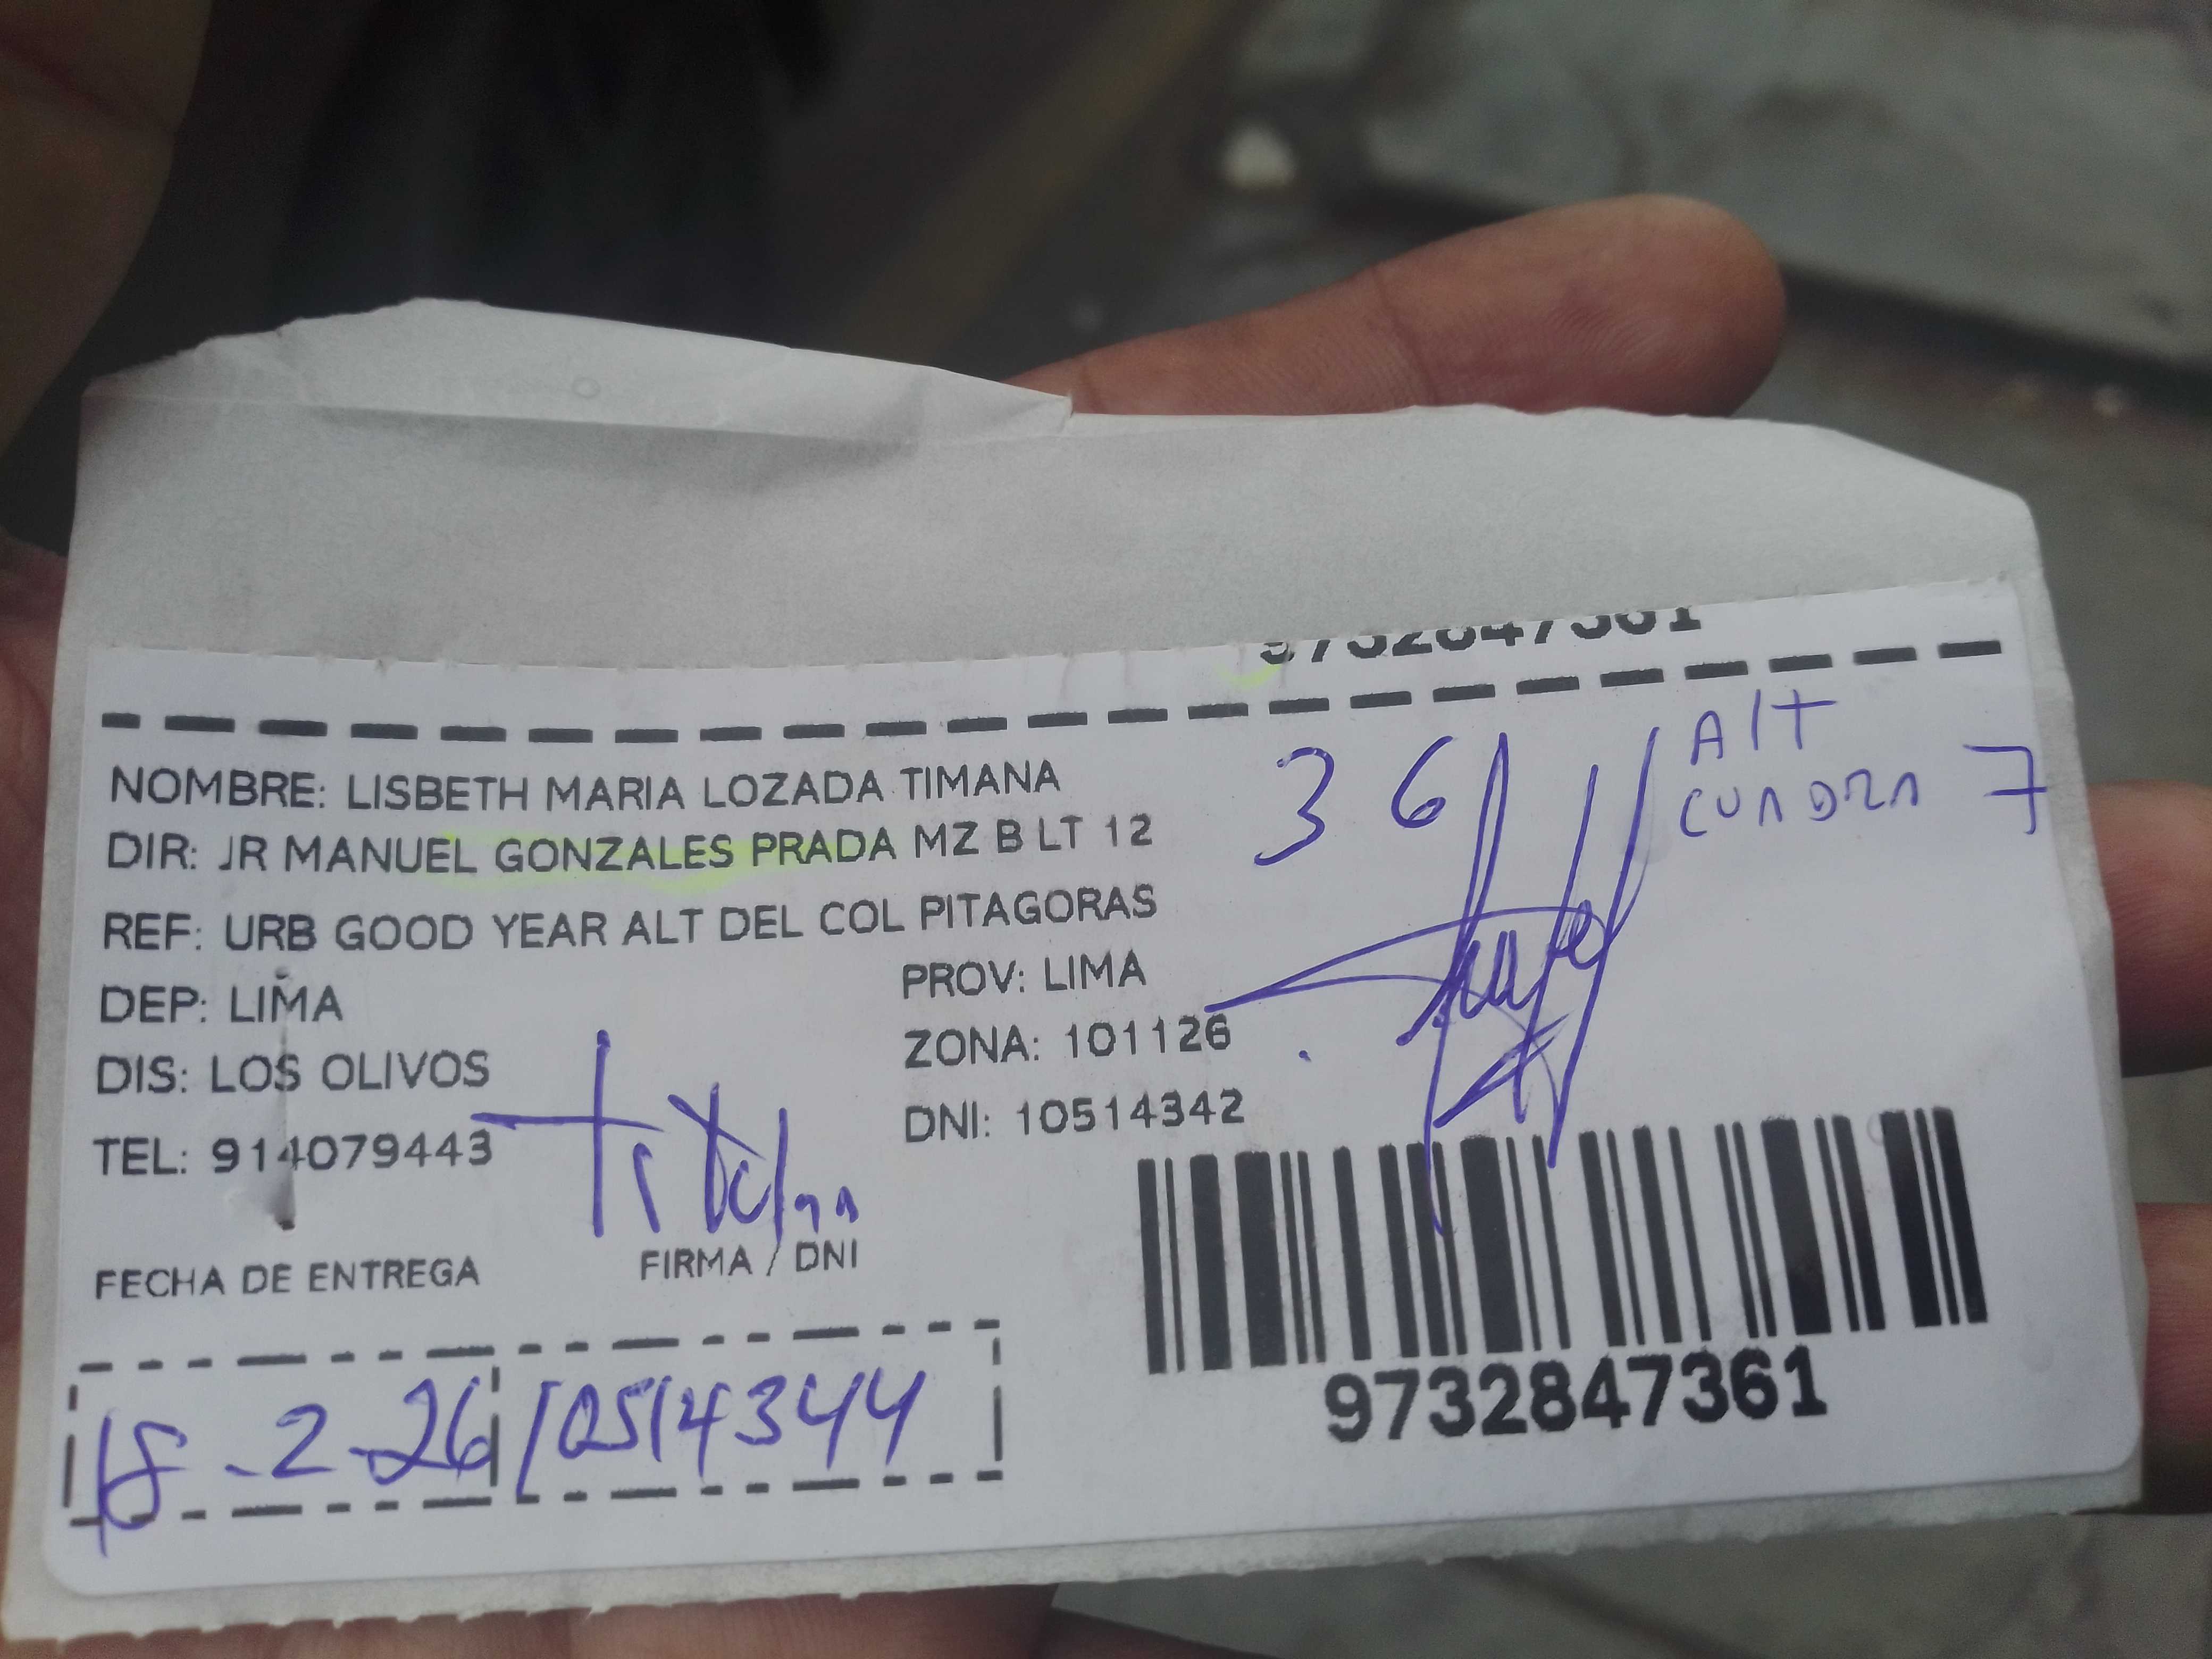 9732847361
NOMBRE: LISBETH MARIA LOZADA TIMANA
DIR: JR MANUEL GONZALES PRADA MZ B LT 12
REF: URB GOOD YEAR ALT DEL COL PITAGORAS
DEP: LIMA
PROV: LIMA
DIS: LOS OLIVOS
ZONA: 101126
TEL: 914079443
DNI: 10514342
36
Alt
CUADRA 7
Titular
FECHA DE ENTREGA
FIRMA / DNI
18-2-26
10514344
9732847361